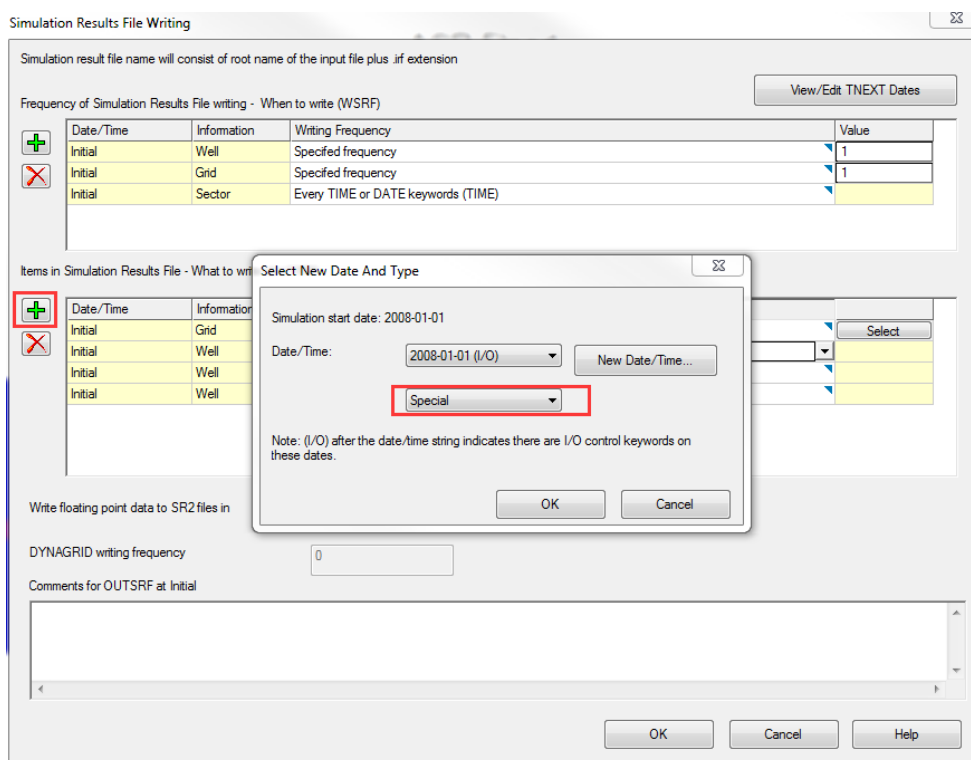 Simulation Results File Writing
Simulation result file name will consist of root name of the input file plus .irf extension
View/Edit TNEXT Dates
Frequency of Simulation Results File writing - When to write (WSRF)
Date/Time Information Writing Frequency Value
Initial Well Specifed frequency 1
Initial Grid Specifed frequency 1
Initial Sector Every TIME or DATE keywords (TIME)
Items in Simulation Results File - What to wri
Select New Date And Type
Date/Time Information
Initial Grid Select
Initial Well
Initial Well
Initial Well
Simulation start date: 2008-01-01
Date/Time: 2008-01-01 (I/O) New Date/Time...
Special
Note: (I/O) after the date/time string indicates there are I/O control keywords on
these dates.
OK Cancel
Write floating point data to SR2 files in
DYNAGRID writing frequency 0
Comments for OUTSRF at Initial
OK Cancel Help